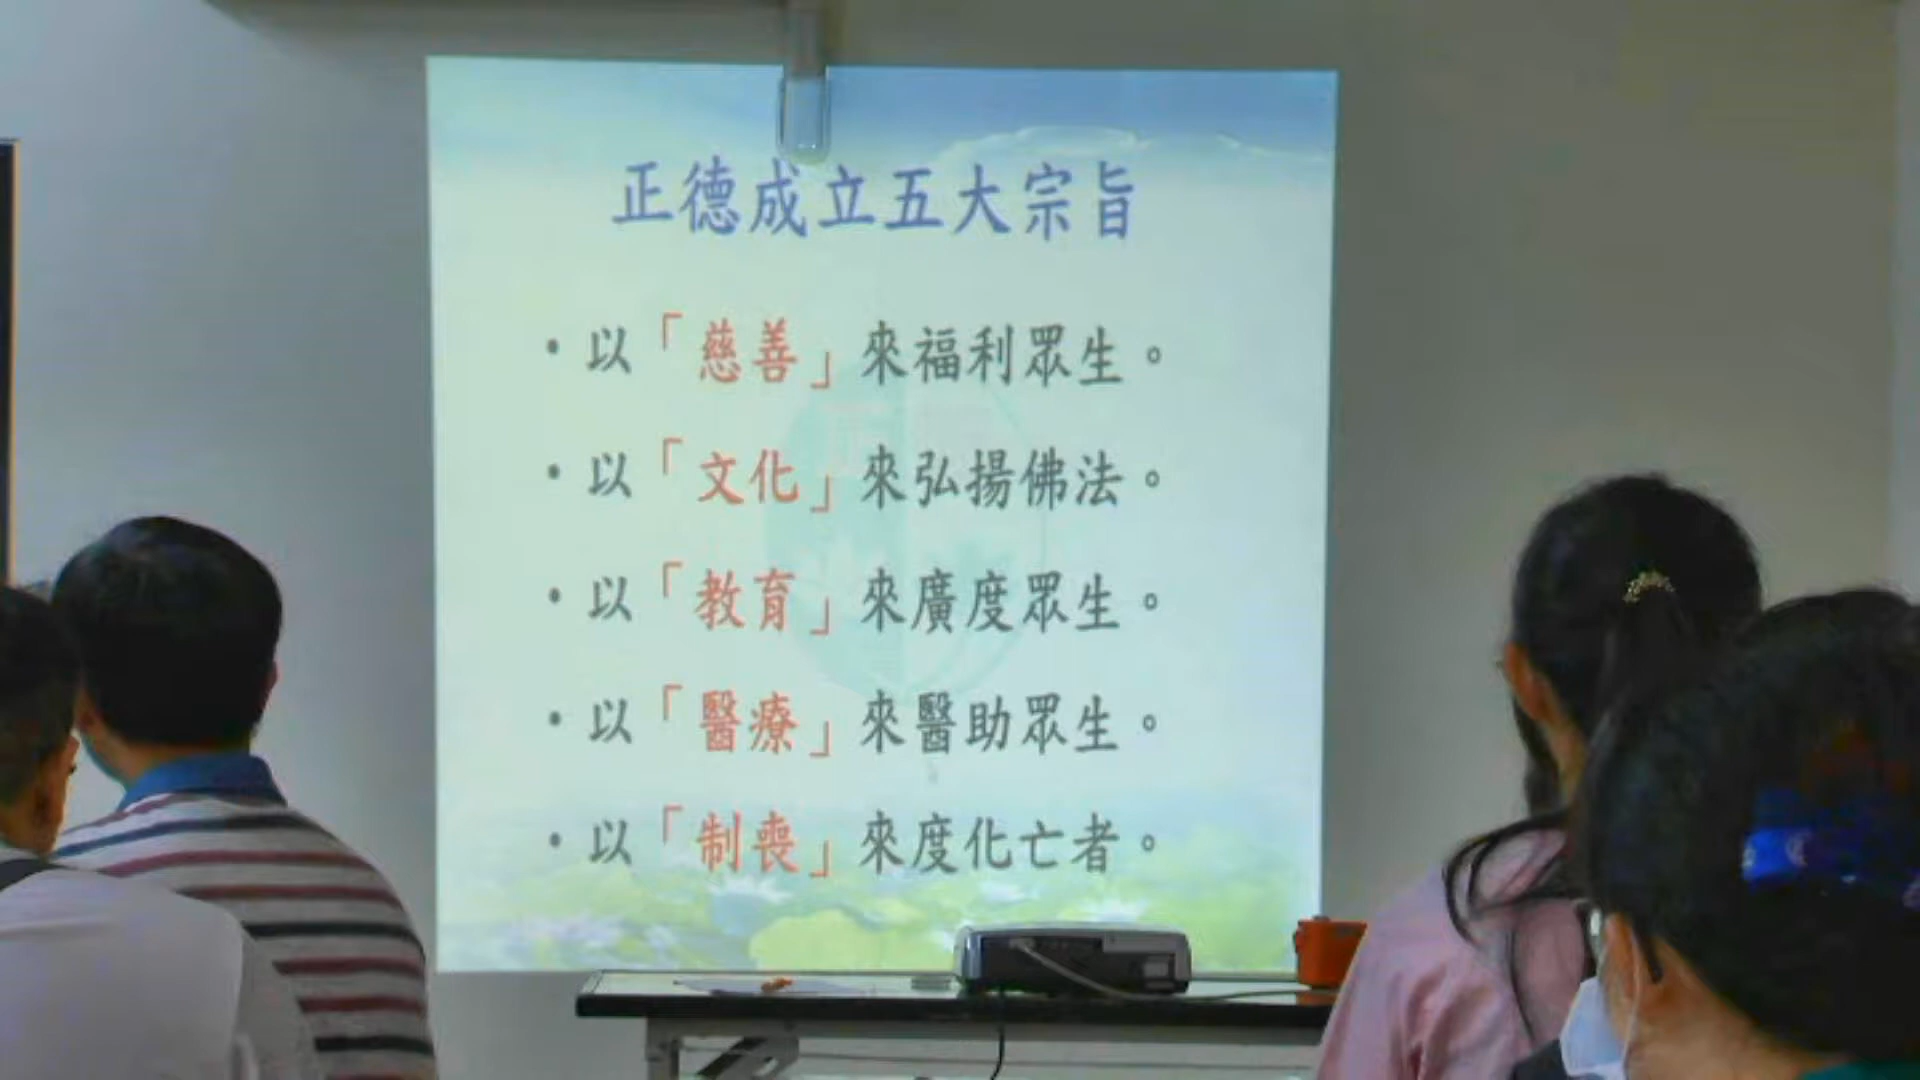 正德成立五大宗旨
•以「慈善」來福利眾生。
•以「文化」來弘揚佛法。
•以「教育」來廣度眾生。
•以「醫療」來醫助眾生。
•以「制喪」來度化亡者。